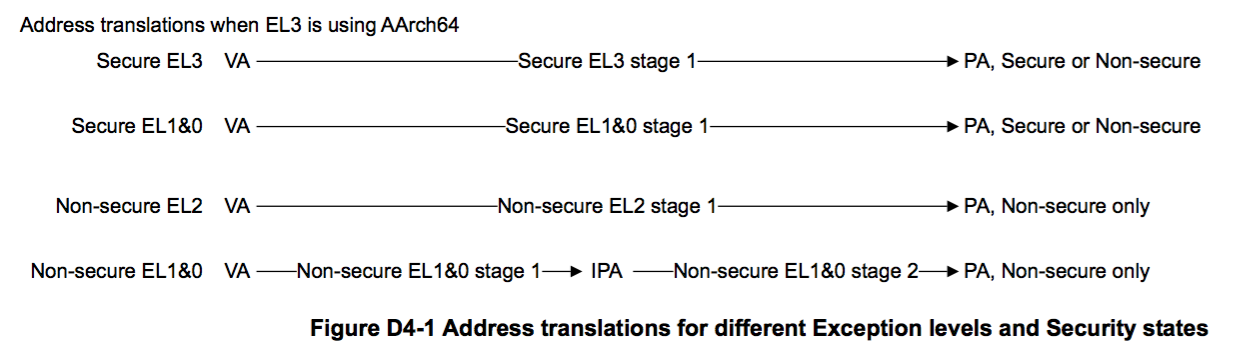 Address translations when EL3 is using AArch64
Secure EL3 VA Secure EL3 stage 1 PA, Secure or Non-secure
Secure EL1&0 VA Secure EL1&0 stage 1 PA, Secure or Non-secure
Non-secure EL2 VA Non-secure EL2 stage 1 PA, Non-secure only
Non-secure EL1&0 VA Non-secure EL1&0 stage 1 IPA Non-secure EL1&0 stage 2 PA, Non-secure only
Figure D4-1 Address translations for different Exception levels and Security states